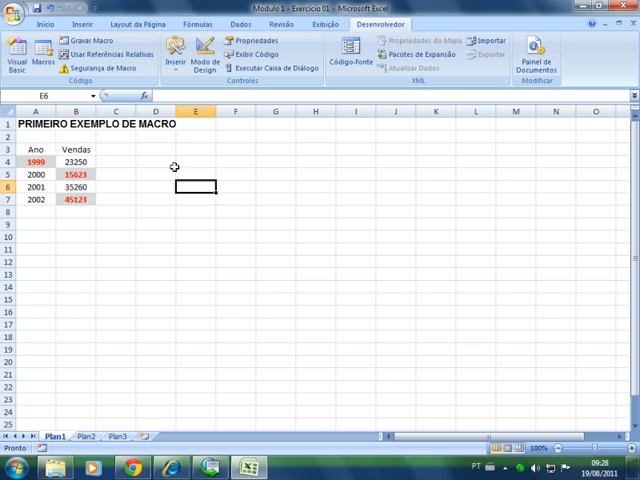 Modulo 1 - Exercicio 01 - Microsoft Excel
Início Inserir Layout da Página Fórmulas Dados Revisão Exibição Desenvolvedor
Visual Basic
Macros
Gravar Macro
Usar Referências Relativas
Segurança de Macro
Código
Inserir
Modo de Design
Propriedades
Exibir Código
Executar Caixa de Diálogo
Controles
Código-Fonte
Propriedades do Mapa
Pacotes de Expansão
Atualizar Dados
Importar
Exportar
XML
Painel de Documentos
Modificar
E6 fx
A B C D E F G H I J K L M N O
1 PRIMEIRO EXEMPLO DE MACRO
2
3 Ano Vendas
4 1999 23250
5 2000 15623
6 2001 35260
7 2002 45123
8
9
10
11
12
13
14
15
16
17
18
19
20
21
22
23
24
25
Plan1 Plan2 Plan3
Pronto 100%
PT 09:28
19/08/2011